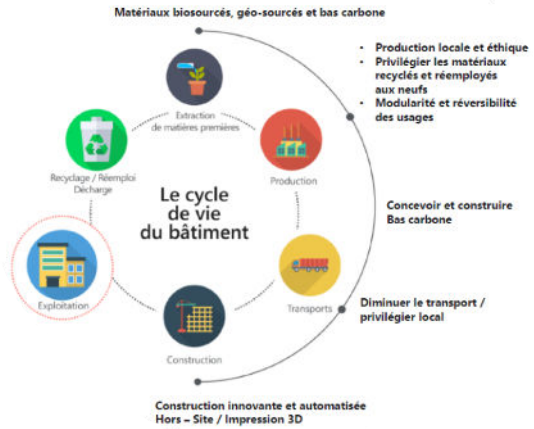 Matériaux biosourcés, géo-sourcés et bas carbone
• Production locale et éthique
• Privilégier les matériaux
recyclés et réemployés
aux neufs
• Modularité et réversibilité
des usages
Extraction
de matières premières
Recyclage / Réemploi
Décharge
Production
Le cycle
de vie
du bâtiment
Concevoir et construire
Bas carbone
Exploitation
Transports
Diminuer le transport /
privilégier local
Construction
Construction innovante et automatisée
Hors – Site / Impression 3D